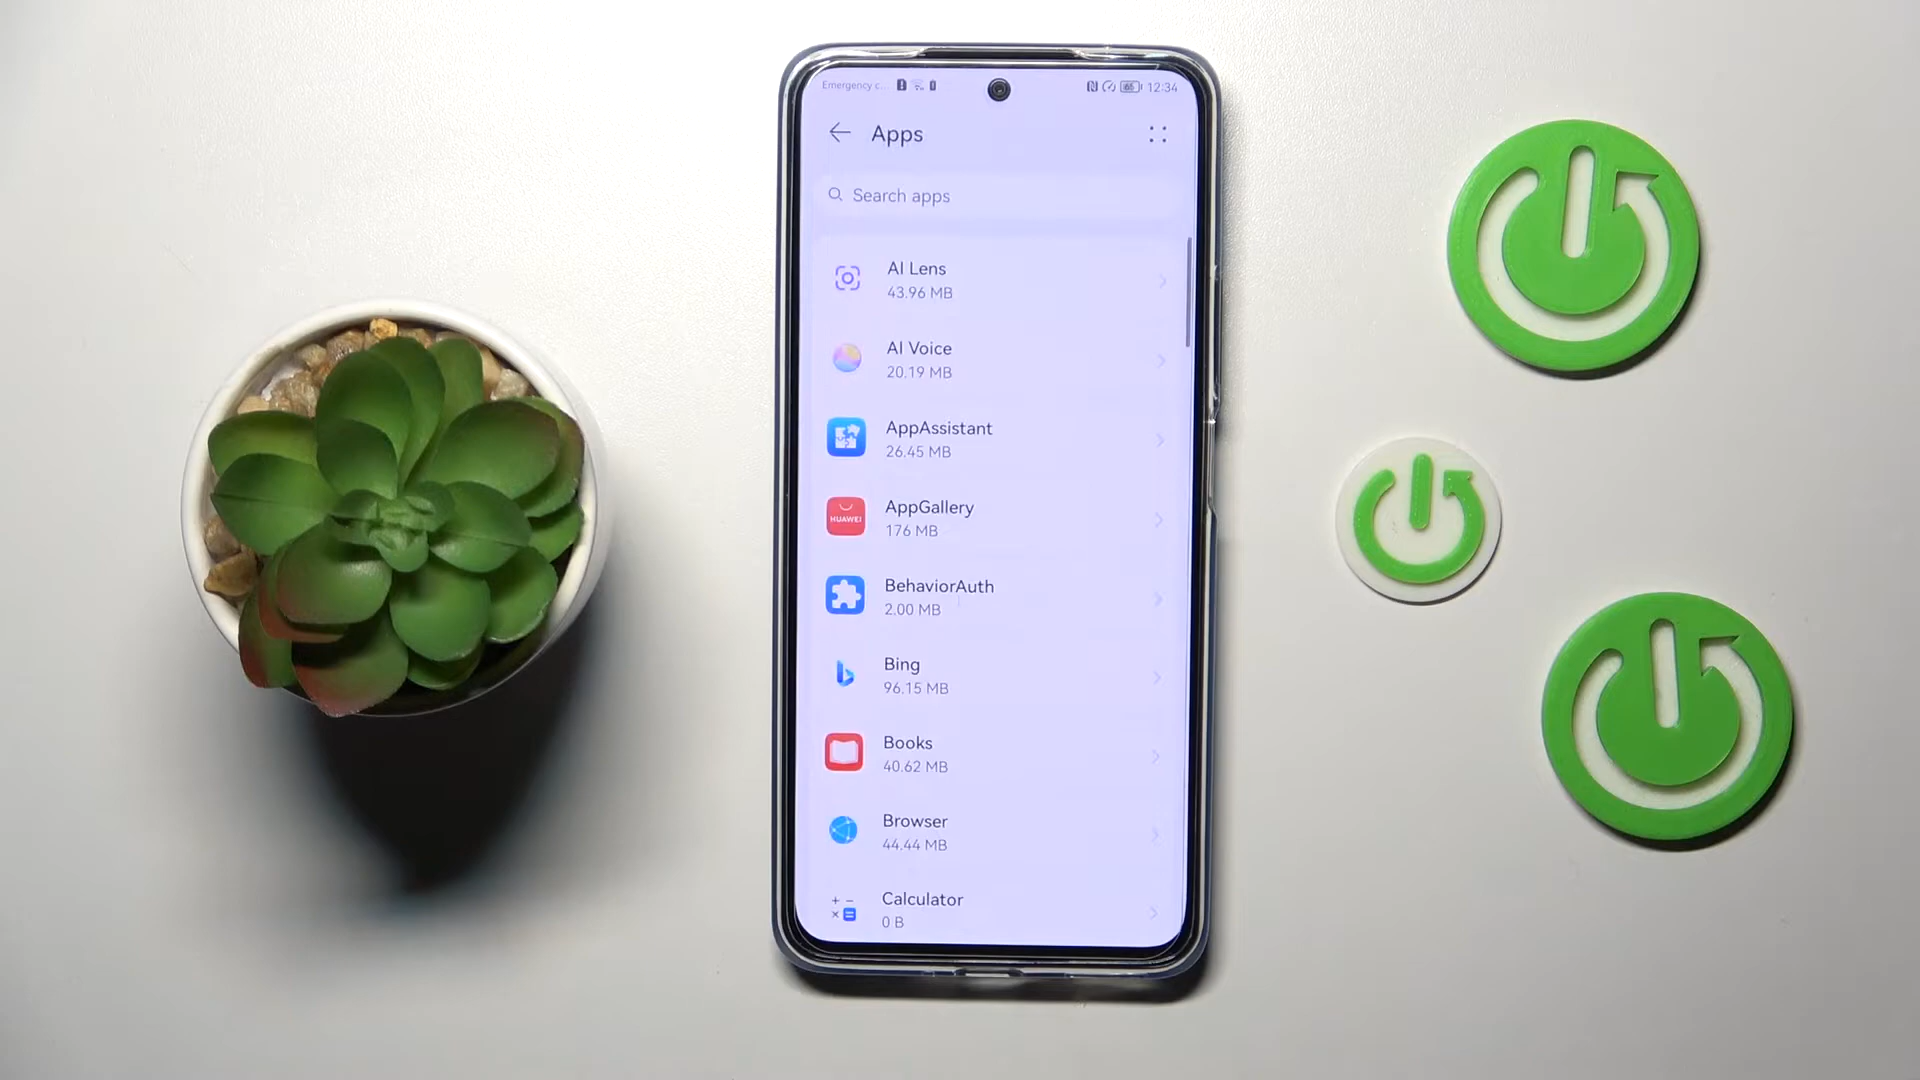 Emergency c... 65 12:34
Apps
Search apps
AI Lens
43.96 MB
AI Voice
20.19 MB
AppAssistant
26.45 MB
AppGallery
HUAWEI
176 MB
BehaviorAuth
2.00 MB
Bing
96.15 MB
Books
40.62 MB
Browser
44.44 MB
Calculator
0 B